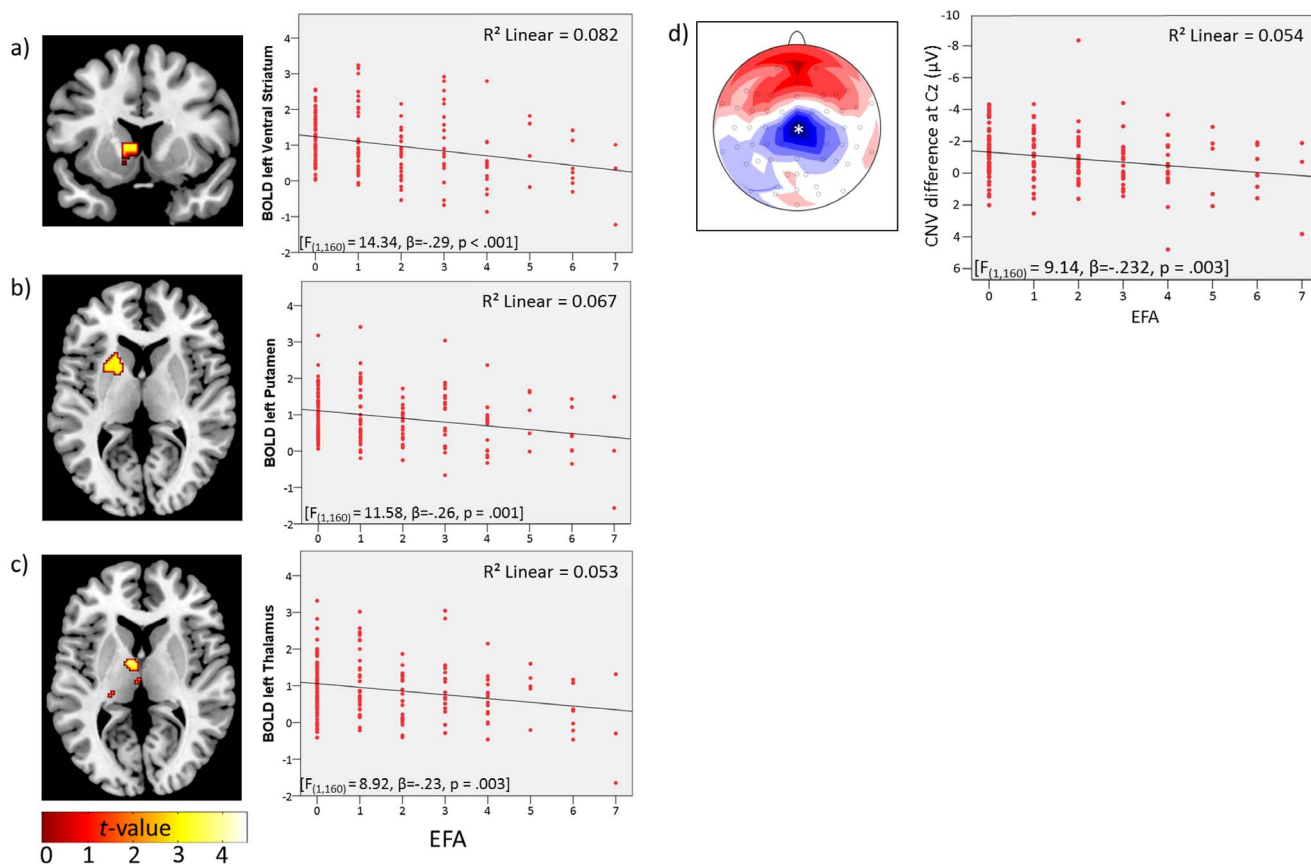 a)
R² Linear = 0.082
BOLD left Ventral Striatum
4
3
2
1
0
-1
-2
[F(1,160) = 14.34, β=-.29, p < .001]
0 1 2 3 4 5 6 7
b)
R² Linear = 0.067
BOLD left Putamen
4
3
2
1
0
-1
-2
[F(1,160) = 11.58, β=-.26, p = .001]
0 1 2 3 4 5 6 7
c)
R² Linear = 0.053
BOLD left Thalamus
4
3
2
1
0
-1
-2
[F(1,160) = 8.92, β=-.23, p = .003]
0 1 2 3 4 5 6 7
EFA
t-value
0 1 2 3 4
d)
*
R² Linear = 0.054
CNV difference at Cz (µV)
-10
-8
-6
-4
-2
0
2
4
6
[F(1,160) = 9.14, β=-.232, p = .003]
0 1 2 3 4 5 6 7
EFA